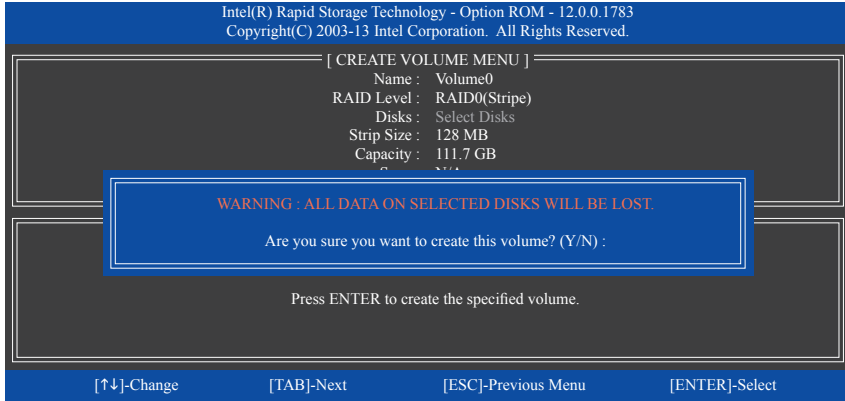 Intel(R) Rapid Storage Technology - Option ROM - 12.0.0.1783
Copyright(C) 2003-13 Intel Corporation. All Rights Reserved.
[ CREATE VOLUME MENU ]
Name : Volume0
RAID Level : RAID0(Stripe)
Disks : Select Disks
Strip Size : 128 MB
Capacity : 111.7 GB
N/A
WARNING : ALL DATA ON SELECTED DISKS WILL BE LOST.
Are you sure you want to create this volume? (Y/N) :
Press ENTER to create the specified volume.
[↑↓]-Change [TAB]-Next [ESC]-Previous Menu [ENTER]-Select